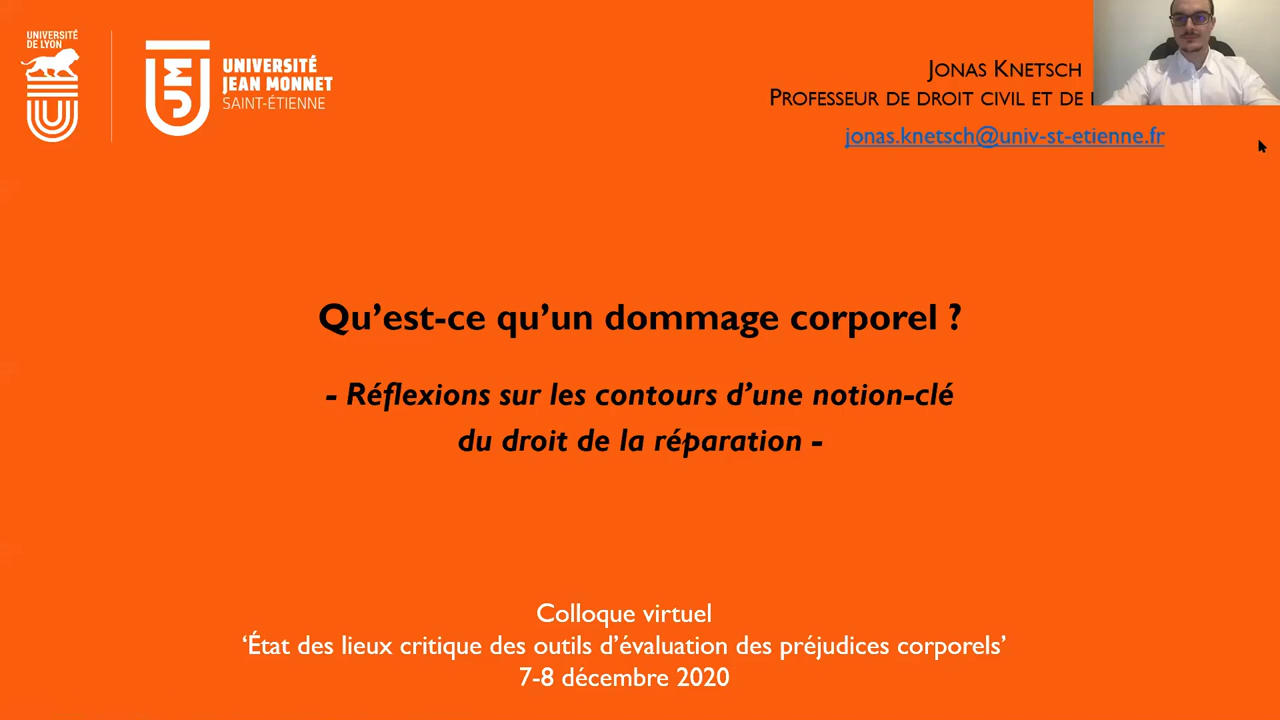 UNIVERSITÉ
DE LYON
UNIVERSITÉ
JEAN MONNET
SAINT-ÉTIENNE
JONAS KNETSCH
PROFESSEUR DE DROIT CIVIL ET DE
jonas.knetsch@univ-st-etienne.fr
Qu’est-ce qu’un dommage corporel ?
- Réflexions sur les contours d’une notion-clé
du droit de la réparation -
Colloque virtuel
‘État des lieux critique des outils d’évaluation des préjudices corporels’
7-8 décembre 2020